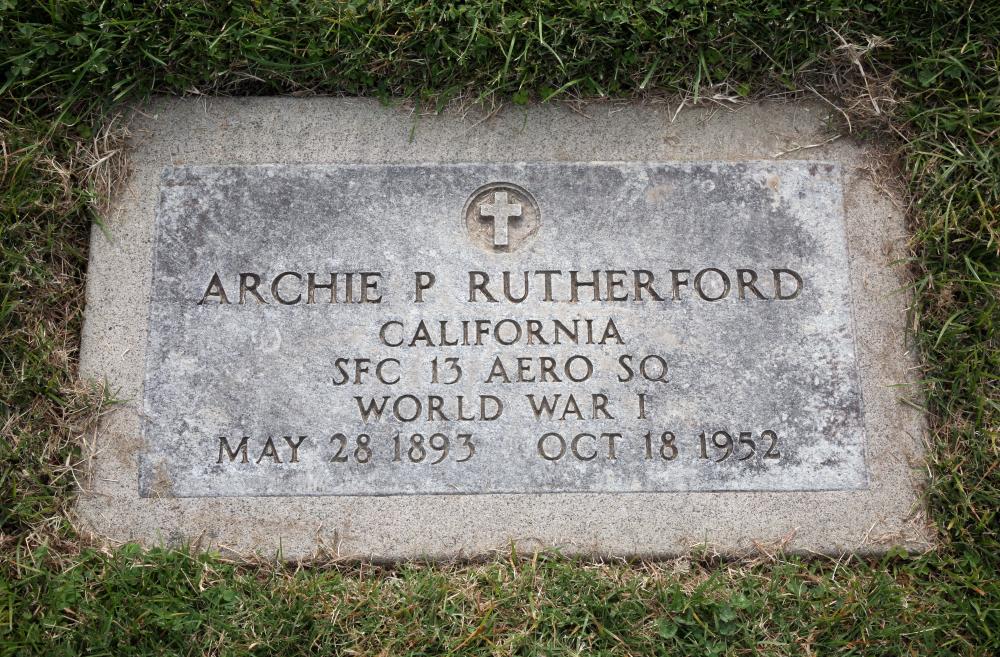 ARCHIE P RUTHERFORD
CALIFORNIA
SFC 13 AERO SQ
WORLD WAR I
MAY 28 1893 OCT 18 1952